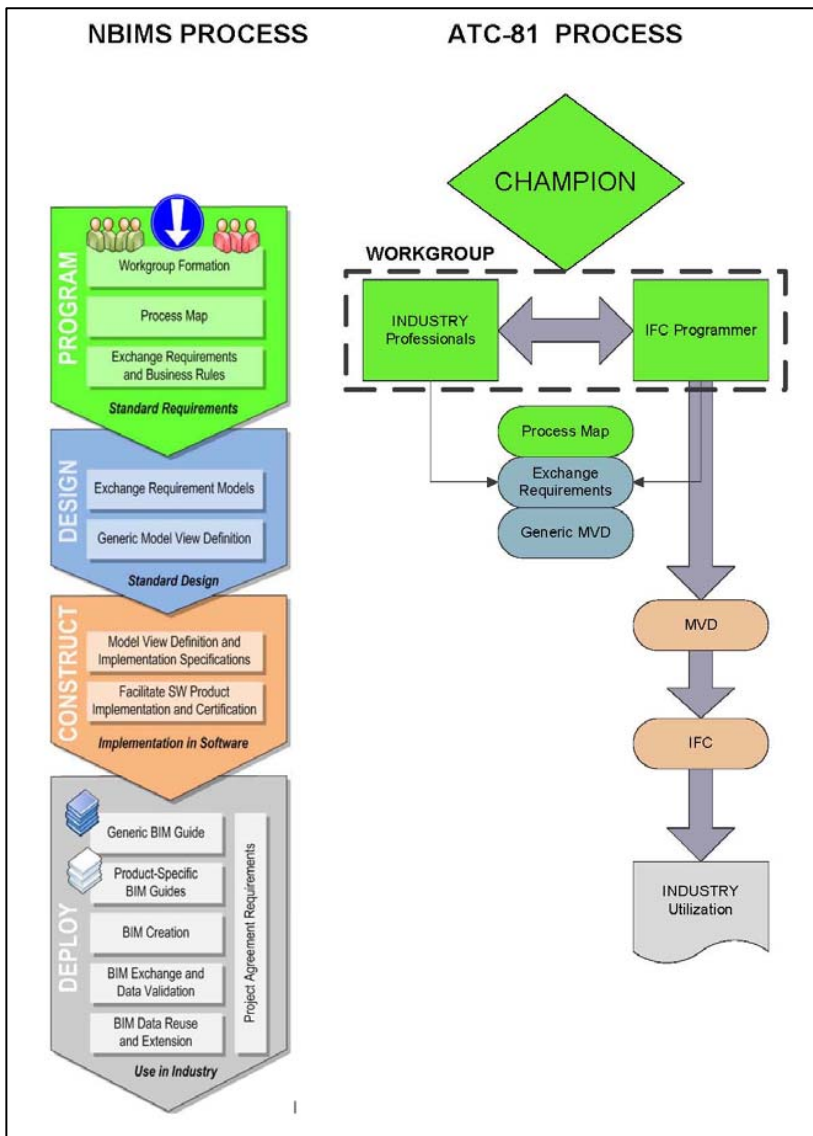 NBIMS PROCESS
ATC-81 PROCESS
PROGRAM
Workgroup Formation
Process Map
Exchange Requirements
and Business Rules
Standard Requirements
DESIGN
Exchange Requirement Models
Generic Model View Definition
Standard Design
CONSTRUCT
Model View Definition and
Implementation Specifications
Facilitate SW Product
Implementation and Certification
Implementation in Software
DEPLOY
Generic BIM Guide
Product-Specific
BIM Guides
BIM Creation
BIM Exchange and
Data Validation
BIM Data Reuse
and Extension
Project Agreement Requirements
Use in Industry
CHAMPION
WORKGROUP
INDUSTRY
Professionals
IFC Programmer
Process Map
Exchange
Requirements
Generic MVD
MVD
IFC
INDUSTRY
Utilization